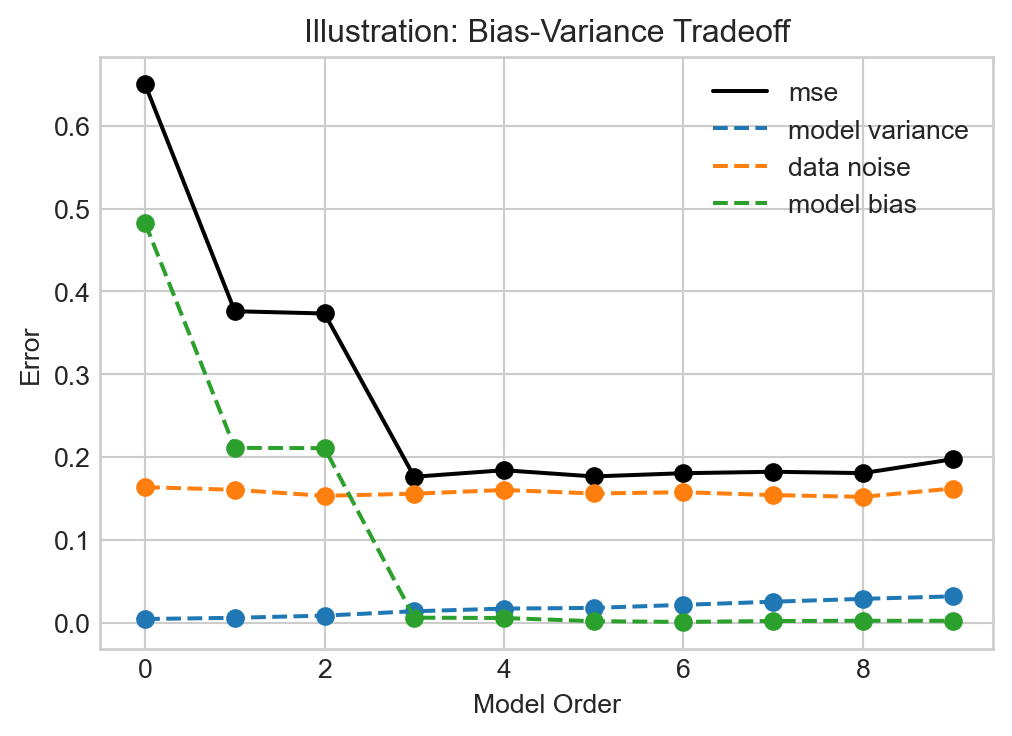 Illustration: Bias-Variance Tradeoff
mse
model variance
data noise
model bias
Error
0.6
0.5
0.4
0.3
0.2
0.1
0.0
0 2 4 6 8
Model Order